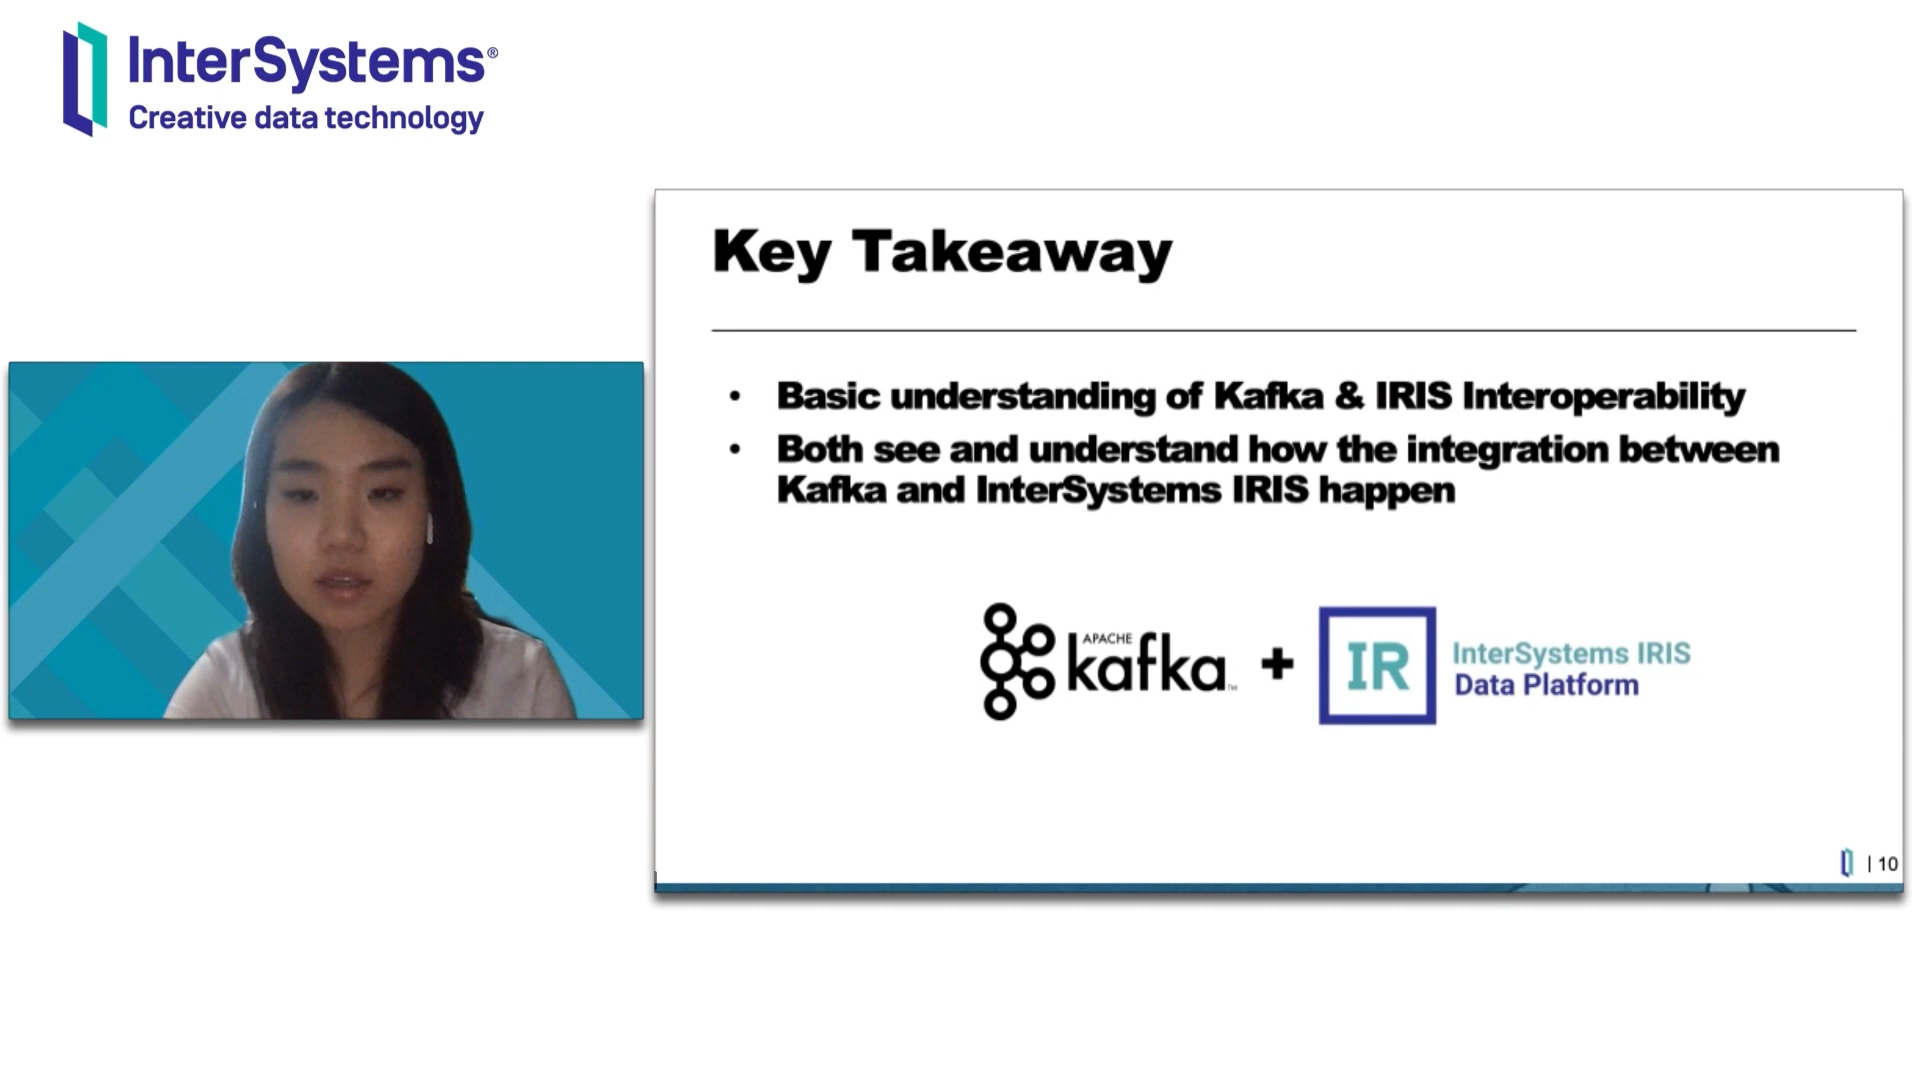 InterSystems®
Creative data technology
Key Takeaway
• Basic understanding of Kafka & IRIS Interoperability
• Both see and understand how the integration between
Kafka and InterSystems IRIS happen
APACHE
kafka™
+
IR
InterSystems IRIS
Data Platform
| 10